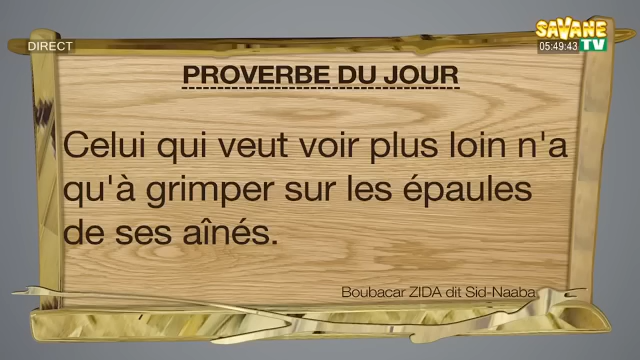 DIRECT
SAVANE
05:49:43 TV
PROVERBE DU JOUR
Celui qui veut voir plus loin n'a
qu'à grimper sur les épaules
de ses aînés.
Boubacar ZIDA dit Sid-Naaba